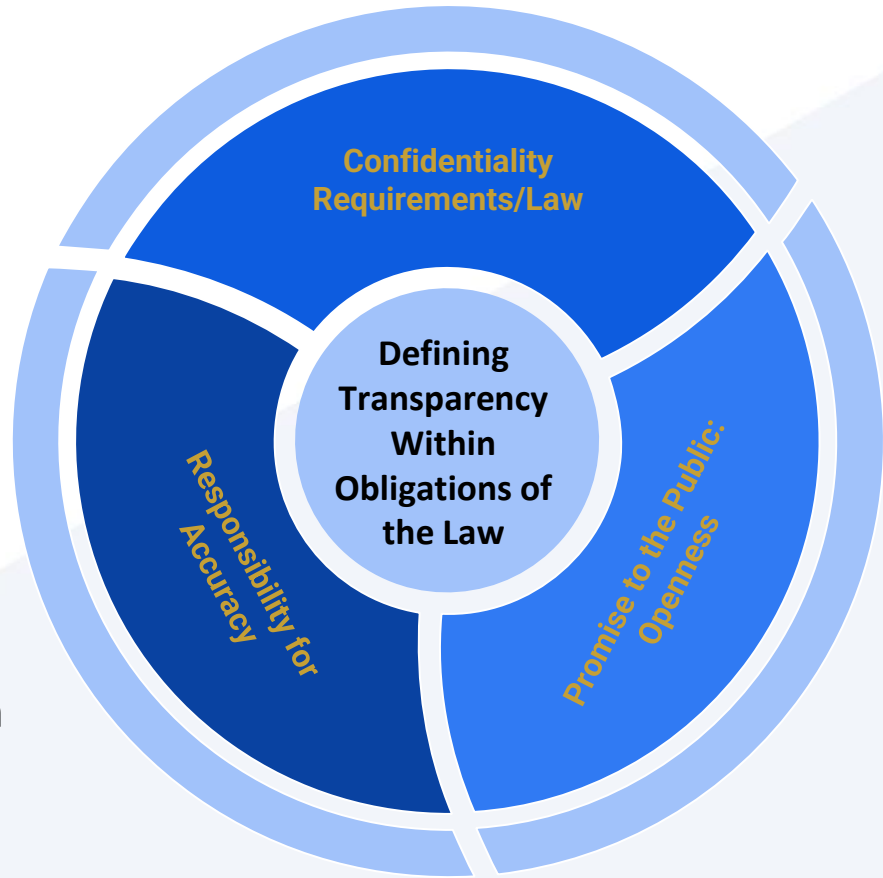 Confidentiality
Requirements/Law
Defining
Transparency
Within
Obligations of
the Law
Promise to the Public:
Openness
Responsibility for
Accuracy